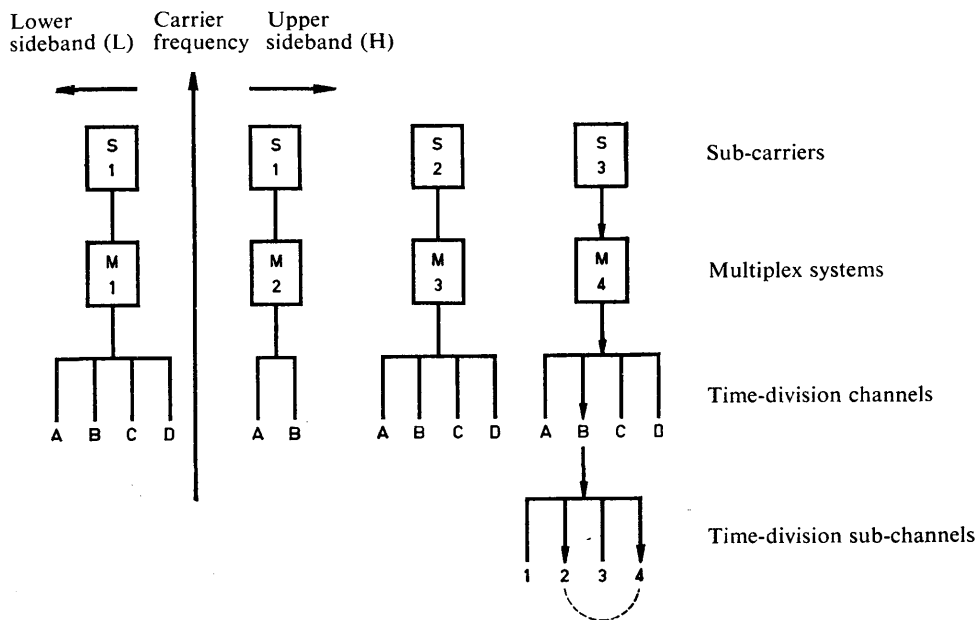 Lower sideband (L)
Carrier frequency
Upper sideband (H)
S 1
S 1
S 2
S 3
Sub-carriers
M 1
M 2
M 3
M 4
Multiplex systems
A B C D
A B
A B C D
A B C D
Time-division channels
1 2 3 4
Time-division sub-channels